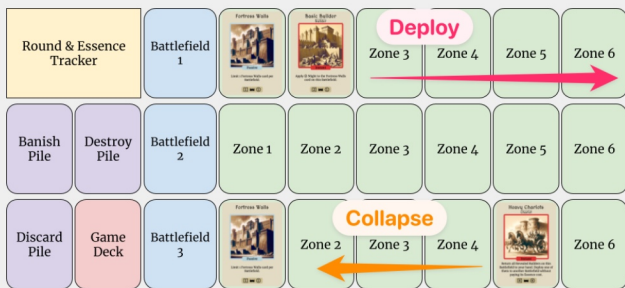 Round & Essence
Tracker
Battlefield
1
Fortress Walls
Basic Builder
Deploy
Zone 3
Zone 4
Zone 5
Zone 6
Banish
Pile
Destroy
Pile
Battlefield
2
Zone 1
Zone 2
Zone 3
Zone 4
Zone 5
Zone 6
Discard
Pile
Game
Deck
Battlefield
3
Fortress Walls
Collapse
Zone 2
Zone 3
Zone 4
Heavy Chariots
Zone 6